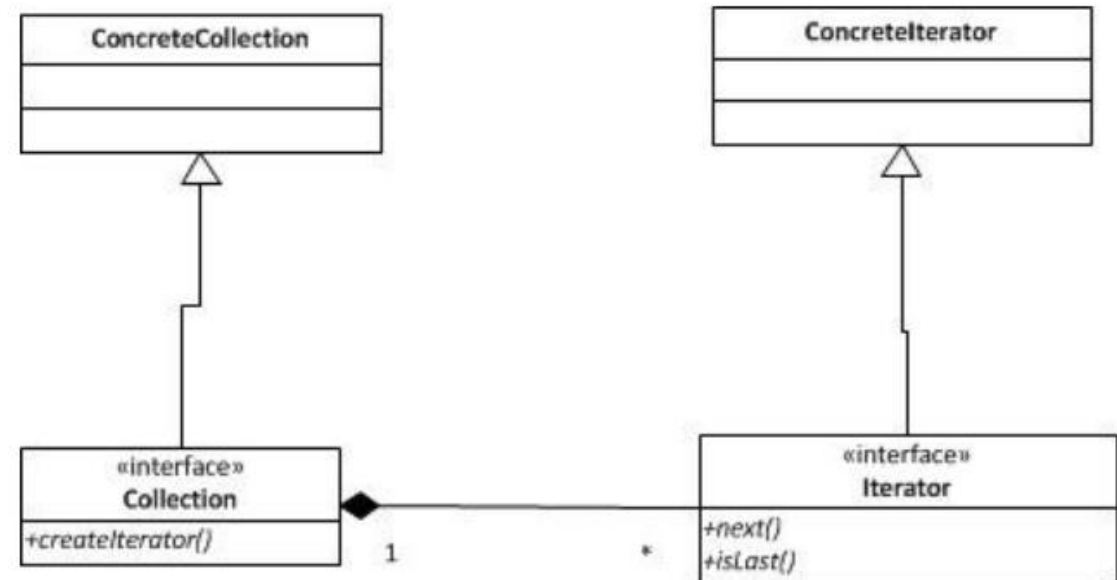 ConcreteCollection
ConcreteIterator
«interface»
Collection
+createIterator()
1
*
«interface»
Iterator
+next()
+isLast()